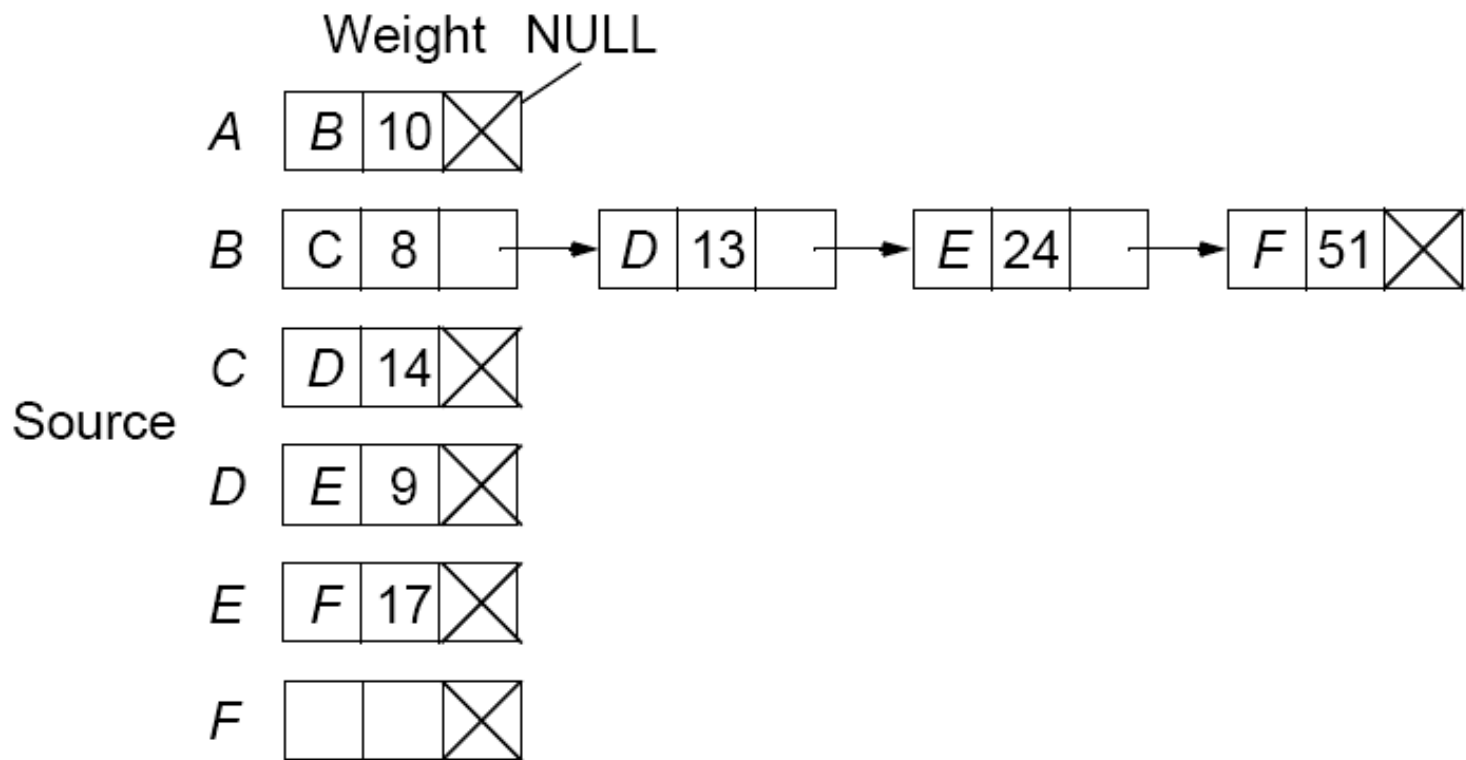 Weight NULL
A B 10
B C 8 D 13 E 24 F 51
C D 14
Source
D E 9
E F 17
F